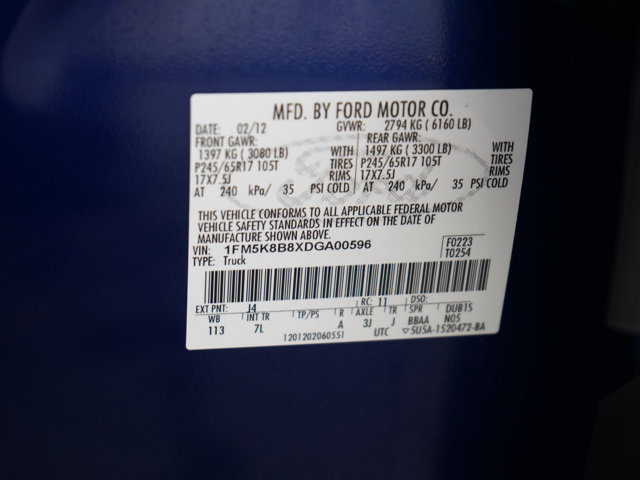 MFD. BY FORD MOTOR CO.
DATE: 02/12 GVWR: 2794 KG ( 6160 LB)
FRONT GAWR: REAR GAWR:
1397 KG ( 3080 LB) WITH 1497 KG ( 3300 LB) WITH
P245/65R17 105T TIRES P245/65R17 105T TIRES
17X7.5J RIMS 17X7.5J RIMS
AT 240 kPa/ 35 PSI COLD AT 240 kPa/ 35 PSI COLD
THIS VEHICLE CONFORMS TO ALL APPLICABLE FEDERAL MOTOR
VEHICLE SAFETY STANDARDS IN EFFECT ON THE DATE OF
MANUFACTURE SHOWN ABOVE.
VIN: 1FM5K8B8XDGA00596 F0223
TYPE: Truck T0254
EXT PNT: J4 RC: 11 DSO:
WB INT TR TP/PS R AXLE TR SPR DUB1S
113 7L A 3J J BBAA N05
1201202060551 UTC 5U5A-1520472-BA